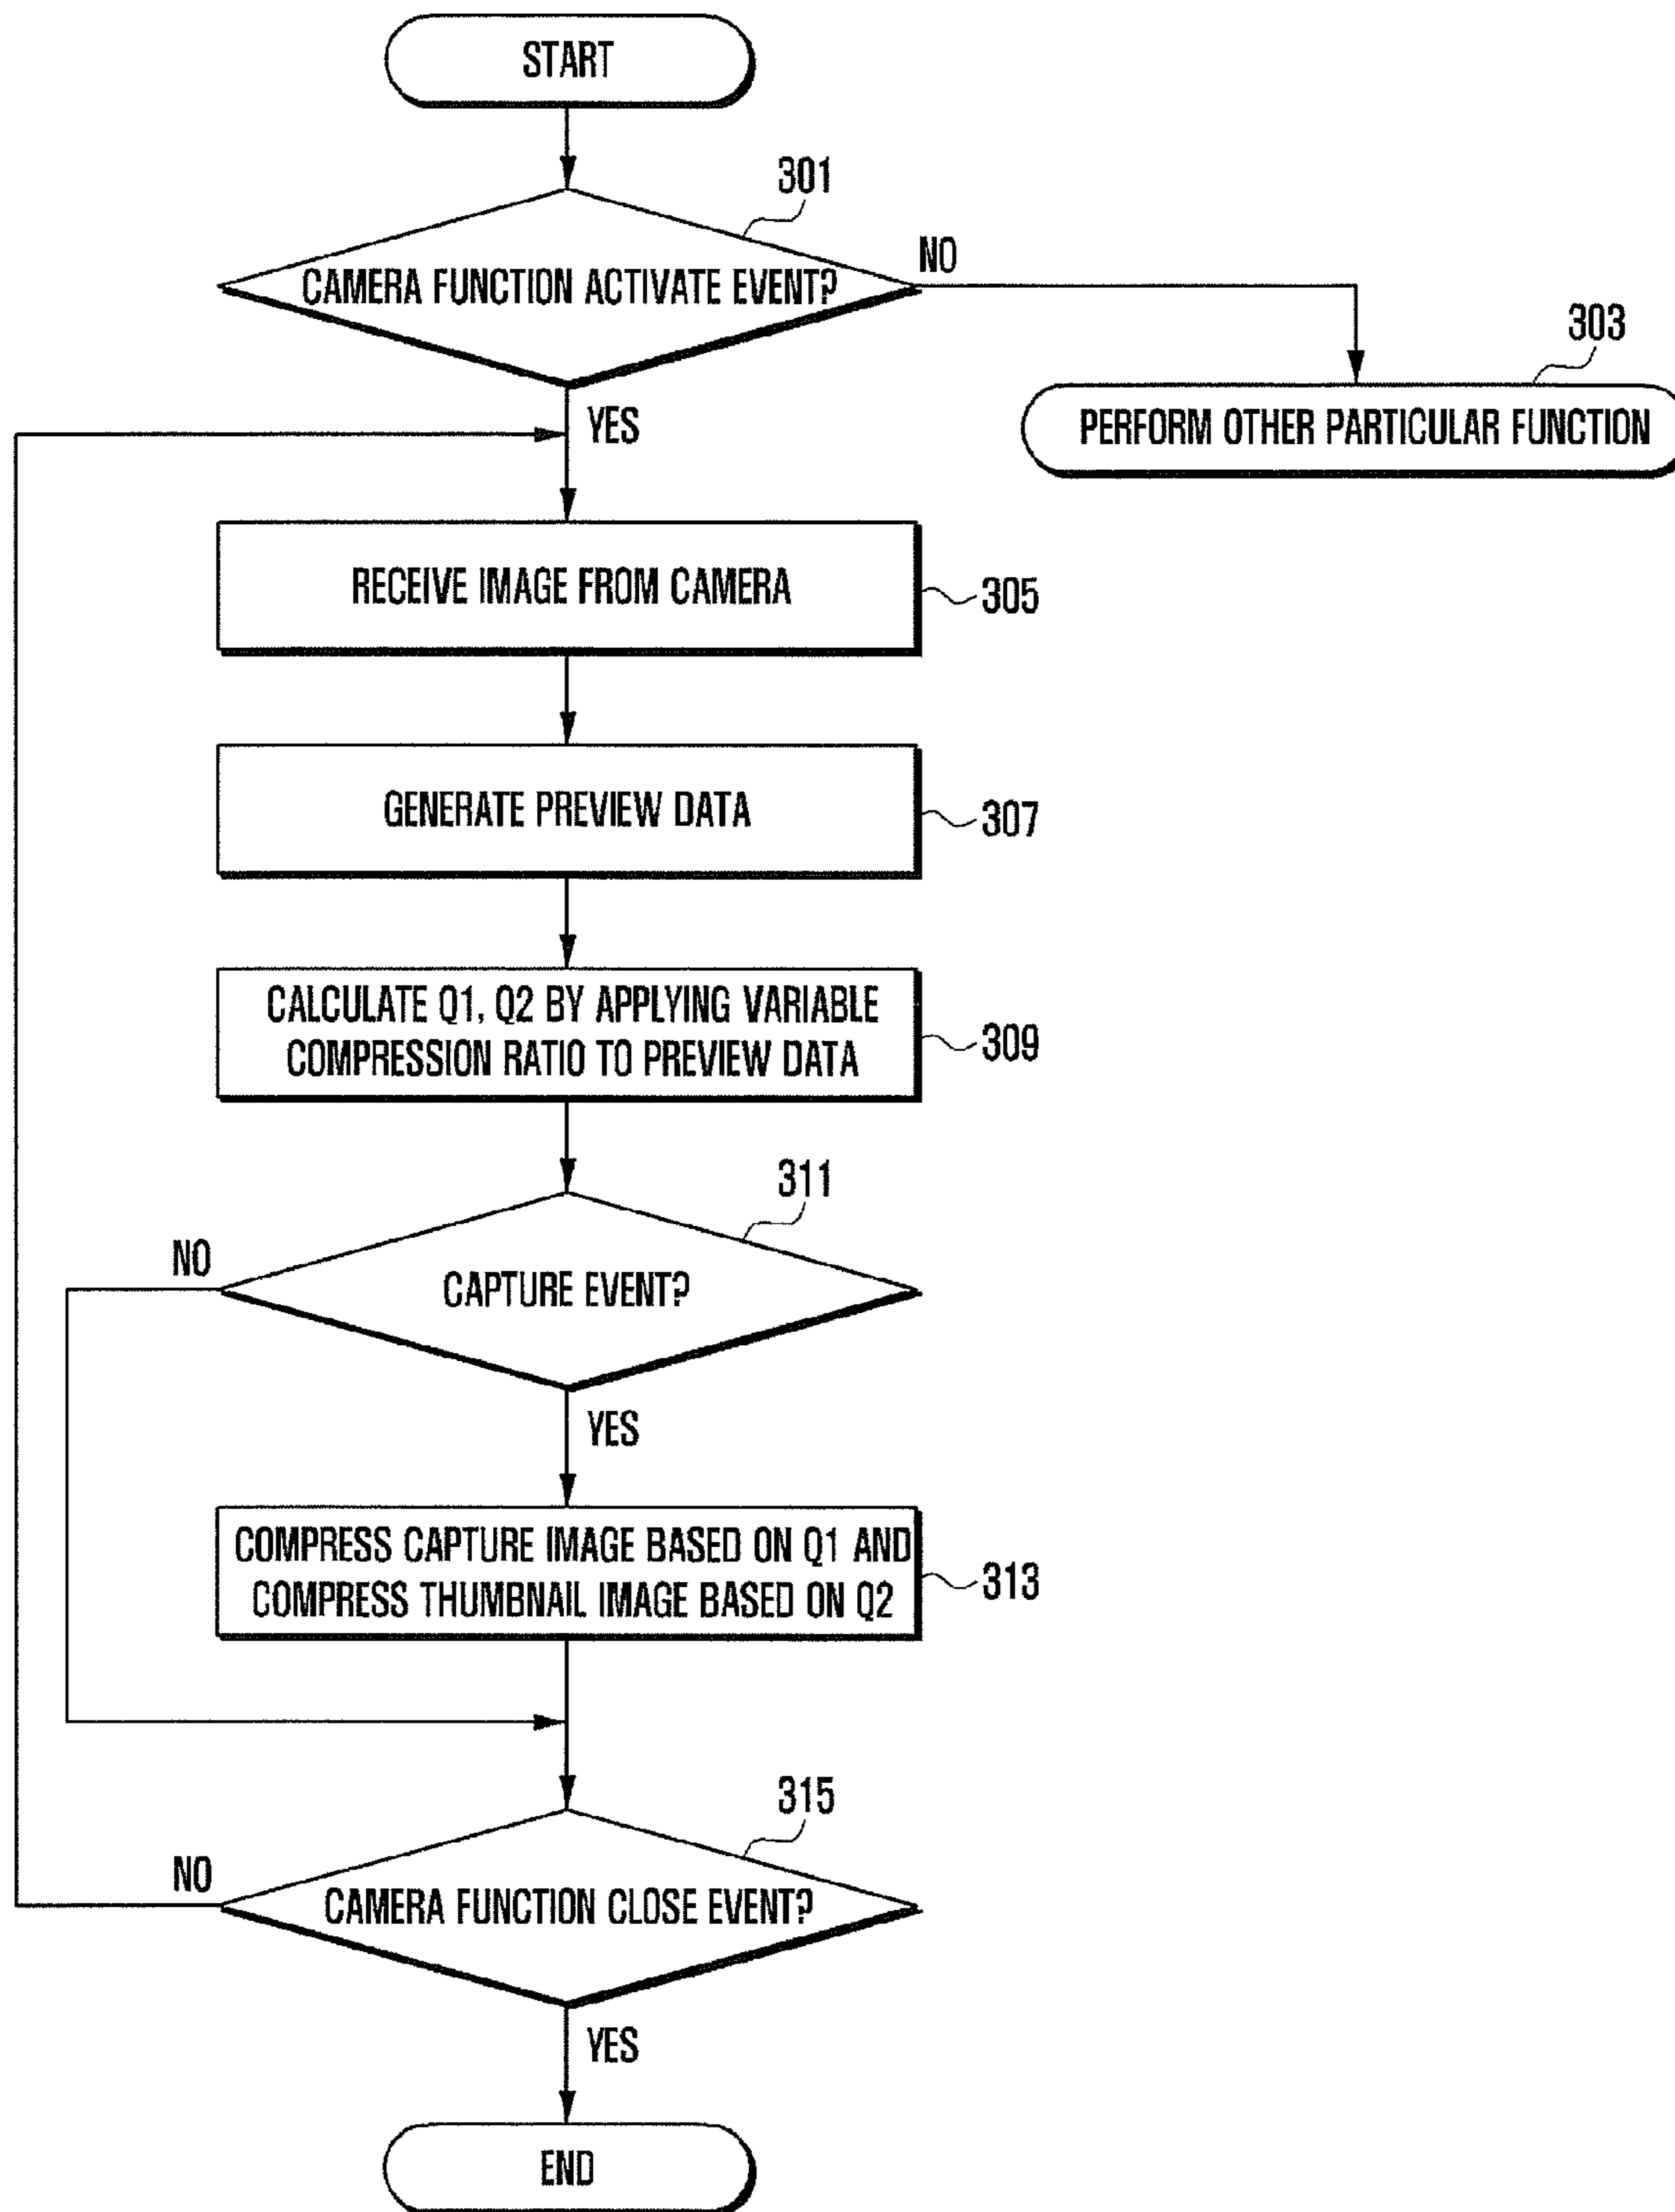 START
301
CAMERA FUNCTION ACTIVATE EVENT?
NO
303
PERFORM OTHER PARTICULAR FUNCTION
YES
RECEIVE IMAGE FROM CAMERA
305
GENERATE PREVIEW DATA
307
CALCULATE Q1, Q2 BY APPLYING VARIABLE
COMPRESSION RATIO TO PREVIEW DATA
309
311
NO
CAPTURE EVENT?
YES
COMPRESS CAPTURE IMAGE BASED ON Q1 AND
COMPRESS THUMBNAIL IMAGE BASED ON Q2
313
315
NO
CAMERA FUNCTION CLOSE EVENT?
YES
END